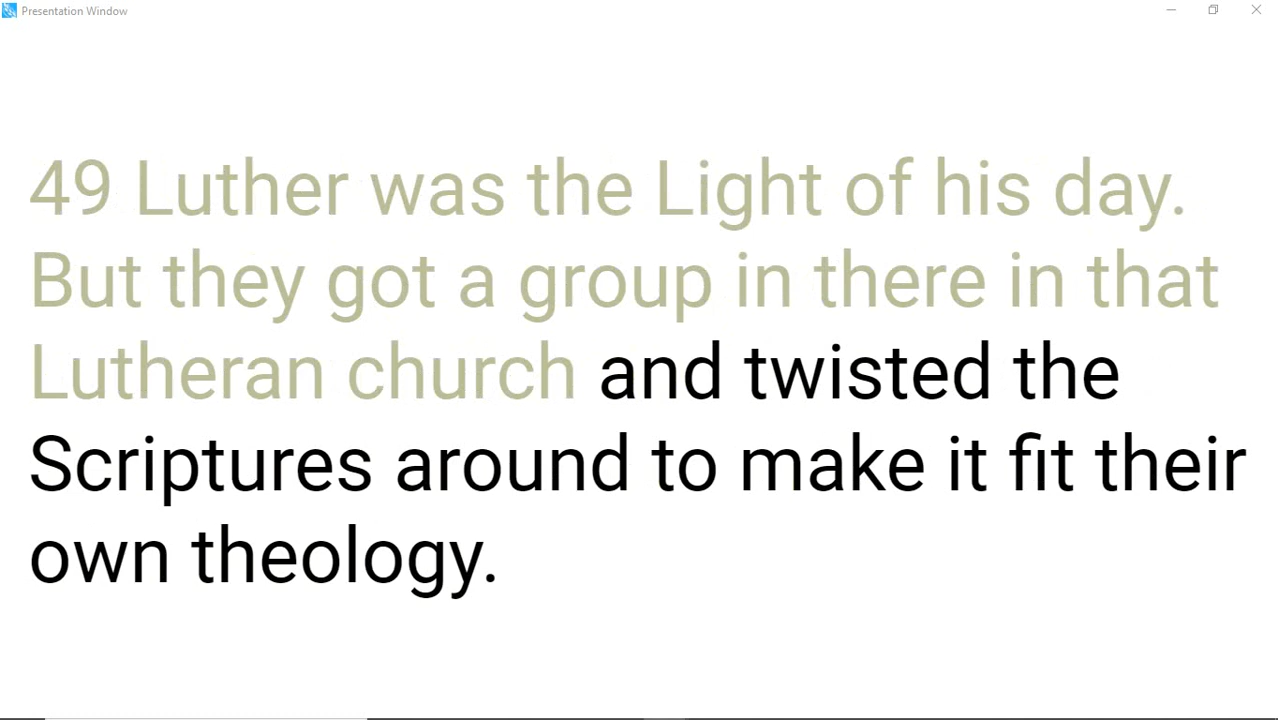 Presentation Window
49 Luther was the Light of his day.
But they got a group in there in that
Lutheran church and twisted the
Scriptures around to make it fit their
own theology.